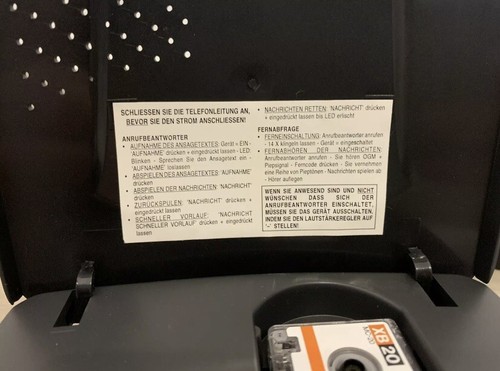 SCHLIESSEN SIE DIE TELEFONLEITUNG AN,
BEVOR SIE DEN STROM ANSCHLIESSEN!
ANRUFBEANTWORTER
• AUFNAHME DES ANSAGETEXTES: Gerät « EIN -
'AUFNAHME' drücken + eingedrückt lassen - LED
Blinken - Sprechen Sie den Ansagetext ein -
'AUFNAHME' loslassen
• ABSPIELEN DES ANSAGETEXTES: 'AUFNAHME'
drücken
• ABSPIELEN DER NACHRICHTEN: 'NACHRICHT'
drücken
• ZURÜCKSPULEN: 'NACHRICHT' drücken +
eingedrückt lassen
• SCHNELLER VORLAUF: 'NACHRICHT
SCHNELLER VORLAUF' drücken + eingedrückt
lassen
• NACHRICHTEN RETTEN: 'NACHRICHT' drücken
+ eingedrückt lassen bis LED erlischt
FERNABFRAGE
• FERNEINSCHALTUNG: Anrufbeantworter anrufen
- 14 X klingeln lassen - Gerät = eingeschaltet
• FERNABHÖREN DER NACHRICHTEN:
Anrufbeantworter anrufen - Sie hören OGM +
Piepsignal - Ferncode drücken - Sie vernehmen
eine Reihe von Pieptönen - Nachrichten spielen ab
- Hörer auflegen
WENN SIE ANWESEND SIND UND NICHT
WÜNSCHEN DASS SICH DER
ANRUFBEANTWORTER EINSCHALTET,
MÜSSEN SIE DAS GERÄT AUSSCHALTEN,
INDEM SIE DEN LAUTSTÄRKEREGLER AUF
'-' STELLEN!
XB 20
MC-30